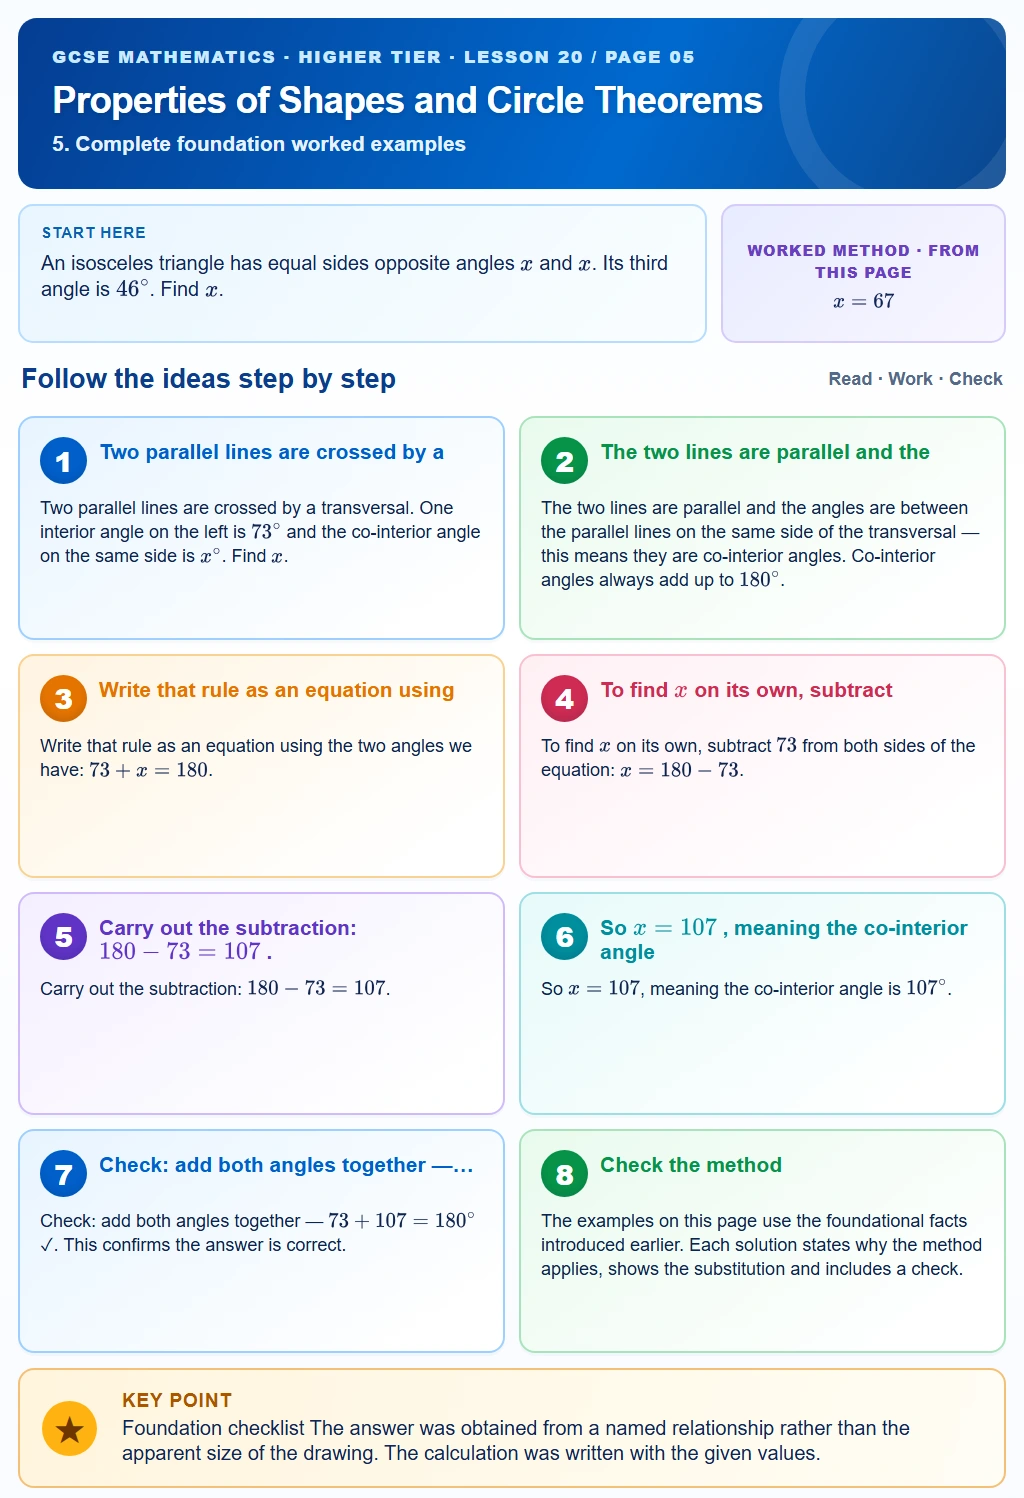 GCSE MATHEMATICS · HIGHER TIER · LESSON 20 / PAGE 05
Properties of Shapes and Circle Theorems
5. Complete foundation worked examples
START HERE
An isosceles triangle has equal sides opposite angles x and x. Its third
angle is 46°. Find x.
WORKED METHOD · FROM
THIS PAGE
x = 67
Follow the ideas step by step
Read · Work · Check
1
Two parallel lines are crossed by a
Two parallel lines are crossed by a transversal. One
interior angle on the left is 73° and the co-interior angle
on the same side is x°. Find x.
2
The two lines are parallel and the
The two lines are parallel and the angles are between
the parallel lines on the same side of the transversal —
this means they are co-interior angles. Co-interior
angles always add up to 180°.
3
Write that rule as an equation using
Write that rule as an equation using the two angles we
have: 73 + x = 180.
4
To find x on its own, subtract
To find x on its own, subtract 73 from both sides of the
equation: x = 180 − 73.
5
Carry out the subtraction:
180 − 73 = 107 .
Carry out the subtraction: 180 − 73 = 107.
6
So x = 107 , meaning the co-interior
angle
So x = 107, meaning the co-interior angle is 107°.
7
Check: add both angles together —…
Check: add both angles together — 73 + 107 = 180°
✓. This confirms the answer is correct.
8
Check the method
The examples on this page use the foundational facts
introduced earlier. Each solution states why the method
applies, shows the substitution and includes a check.
KEY POINT
Foundation checklist The answer was obtained from a named relationship rather than the
apparent size of the drawing. The calculation was written with the given values.